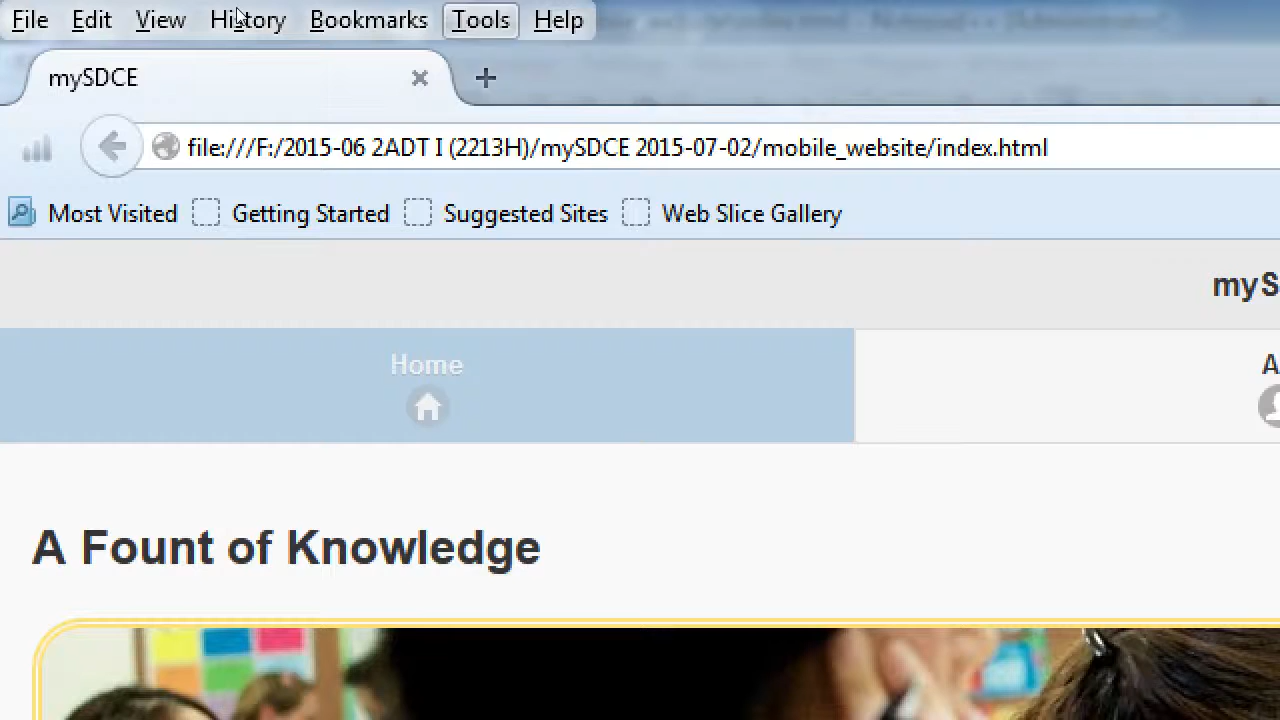 File Edit View History Bookmarks Tools Help
mySDCE
file:///F:/2015-06 2ADT I (2213H)/mySDCE 2015-07-02/mobile_website/index.html
Most Visited Getting Started Suggested Sites Web Slice Gallery
myS
Home A
A Fount of Knowledge